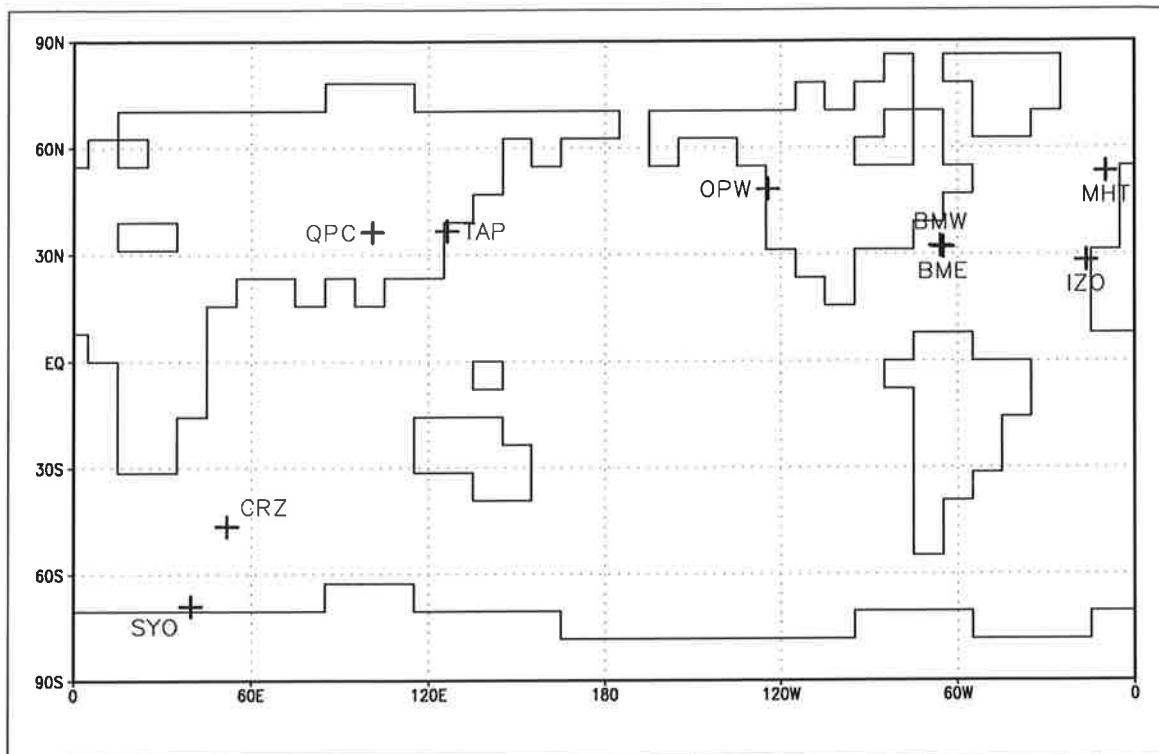 90N
60N
OPW
MHT
QPC
TAP
BMW
30N
BME
IZO
EQ
30S
CRZ
60S
SYO
90S
0
60E
120E
180
120W
60W
0